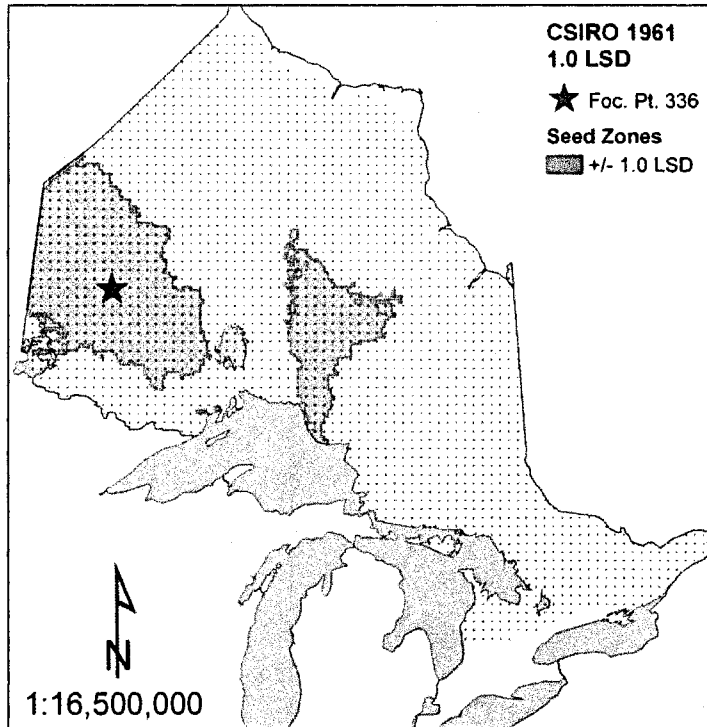 CSIRO 1961
1.0 LSD
Foc. Pt. 336
Seed Zones
+/- 1.0 LSD
N
1:16,500,000